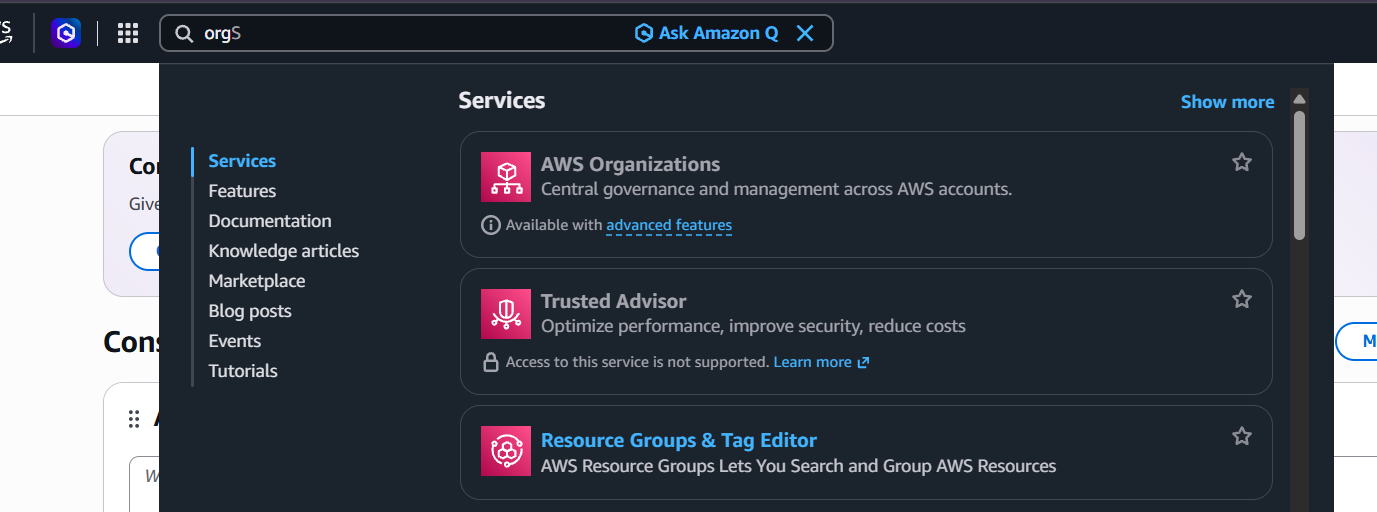 orgS
Ask Amazon Q
Services
Show more
Services
Features
Documentation
Knowledge articles
Marketplace
Blog posts
Events
Tutorials
AWS Organizations
Central governance and management across AWS accounts.
Available with advanced features
Trusted Advisor
Optimize performance, improve security, reduce costs
Access to this service is not supported. Learn more
Resource Groups & Tag Editor
AWS Resource Groups Lets You Search and Group AWS Resources
Give